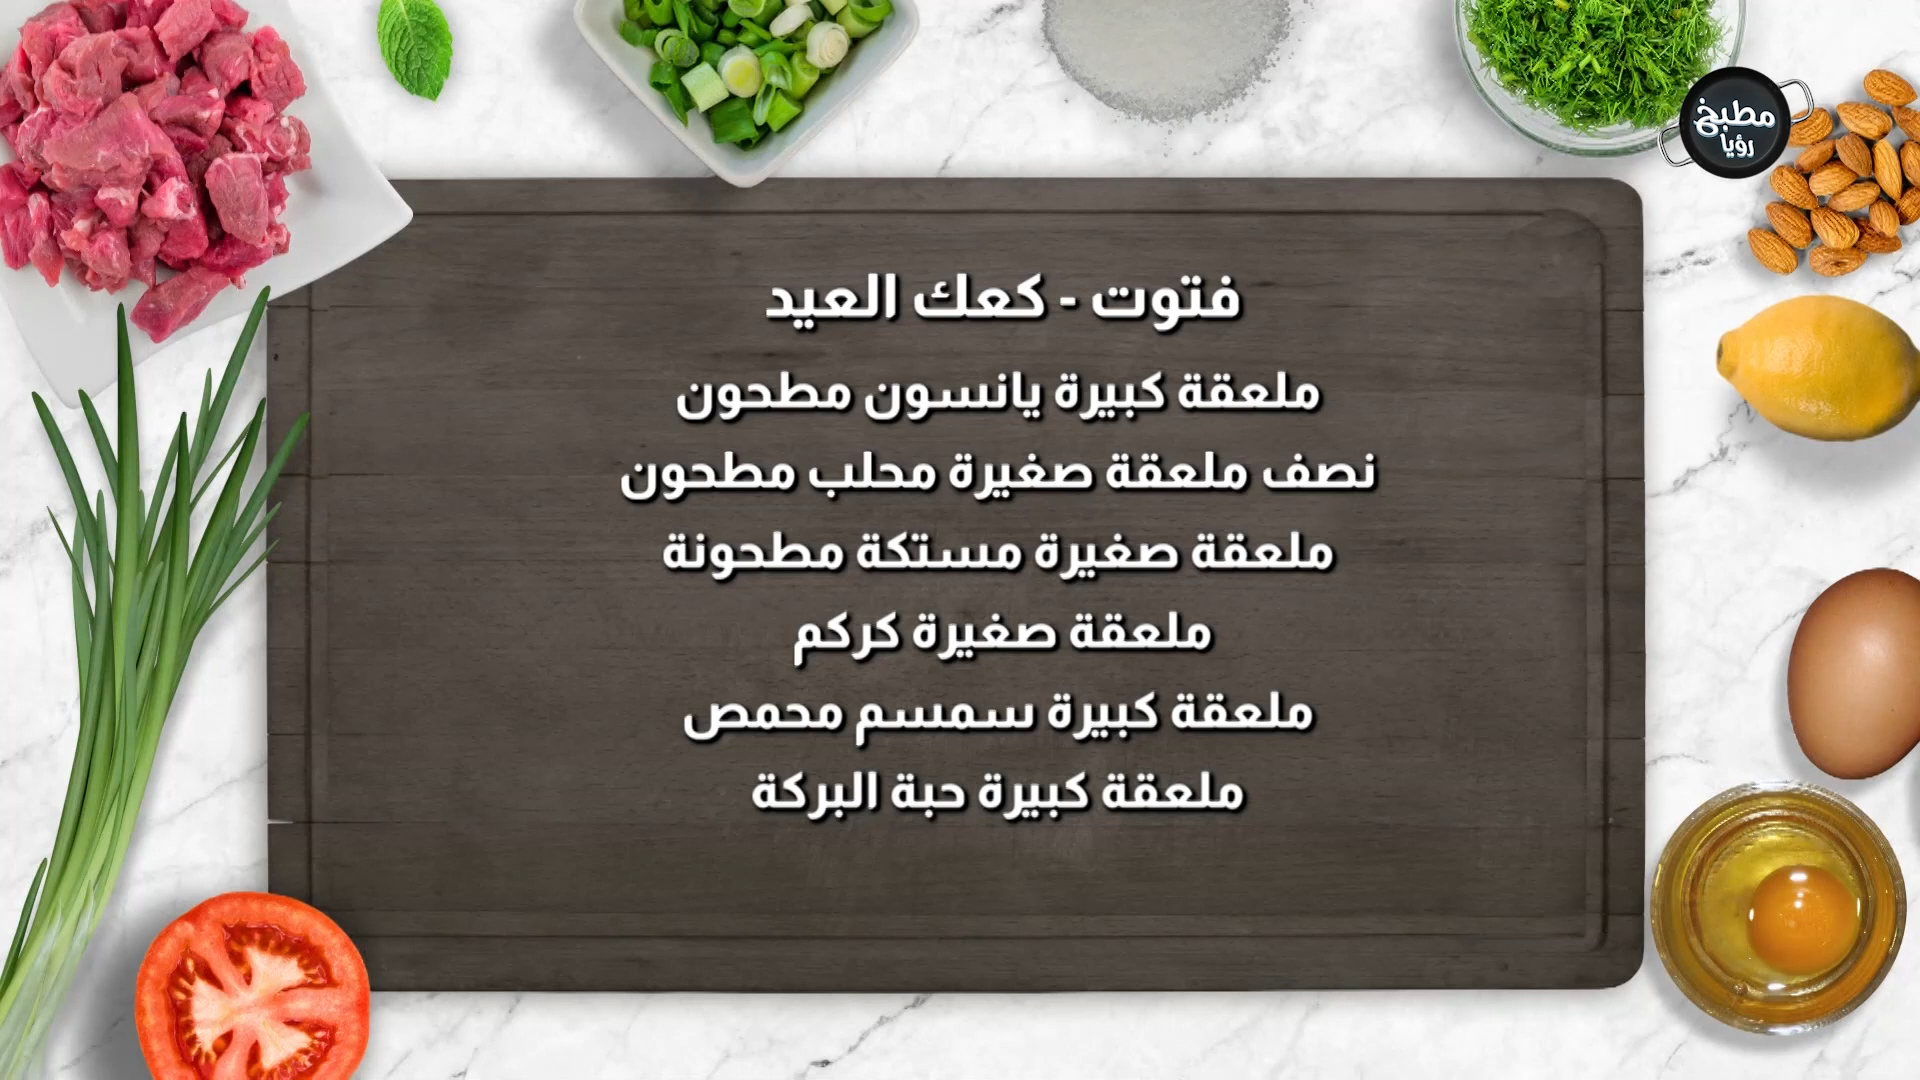 مطبخ
رؤيا
فتوت - كعك العيد
ملعقة كبيرة يانسون مطحون
نصف ملعقة صغيرة محلب مطحون
ملعقة صغيرة مستكة مطحونة
ملعقة صغيرة كركم
ملعقة كبيرة سمسم محمص
ملعقة كبيرة حبة البركة